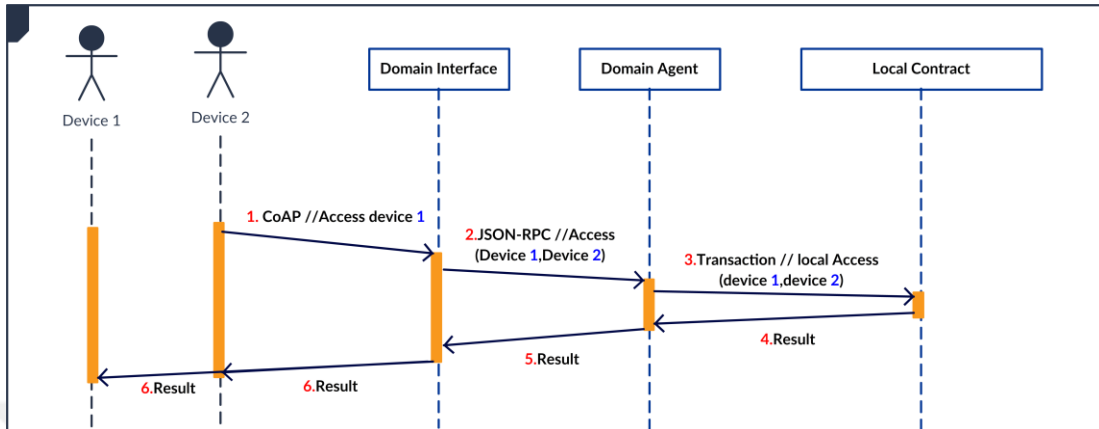 Device 1
Device 2
Domain Interface
Domain Agent
Local Contract
1. CoAP //Access device 1
2.JSON-RPC //Access
(Device 1,Device 2)
3.Transaction // local Access
(device 1,device 2)
4.Result
5.Result
6.Result
6.Result